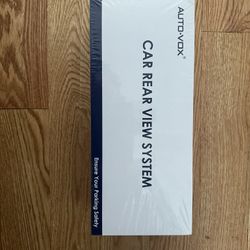 AUTO-VOX®
CAR REAR VIEW SYSTEM
Ensure Your Parking Safety